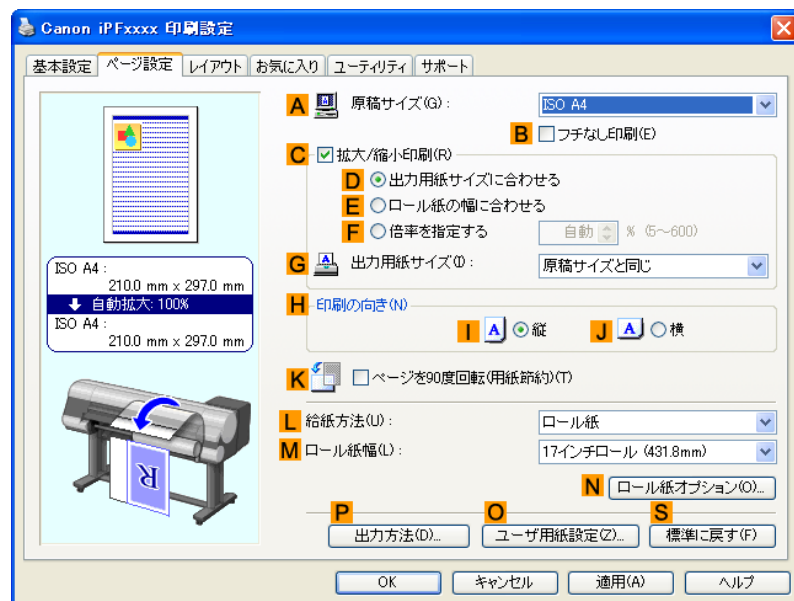 Canon iPFxxxx 印刷設定
基本設定 ページ設定 レイアウト お気に入り ユーティリティ サポート
A 原稿サイズ(G): ISO A4
B フチなし印刷(E)
C 拡大/縮小印刷(R)
D 出力用紙サイズに合わせる
E ロール紙の幅に合わせる
F 倍率を指定する 自動 % (5～600)
G 出力用紙サイズ(I): 原稿サイズと同じ
ISO A4 :
210.0 mm x 297.0 mm
自動拡大: 100%
ISO A4 :
210.0 mm x 297.0 mm
H 印刷の向き(N)
I A 縦 J A 横
K ページを90度回転(用紙節約)(T)
L 給紙方法(U): ロール紙
M ロール紙幅(L): 17インチロール (431.8mm)
R
N ロール紙オプション(O)...
P O S
出力方法(D)... ユーザ用紙設定(Z)... 標準に戻す(F)
OK キャンセル 適用(A) ヘルプ